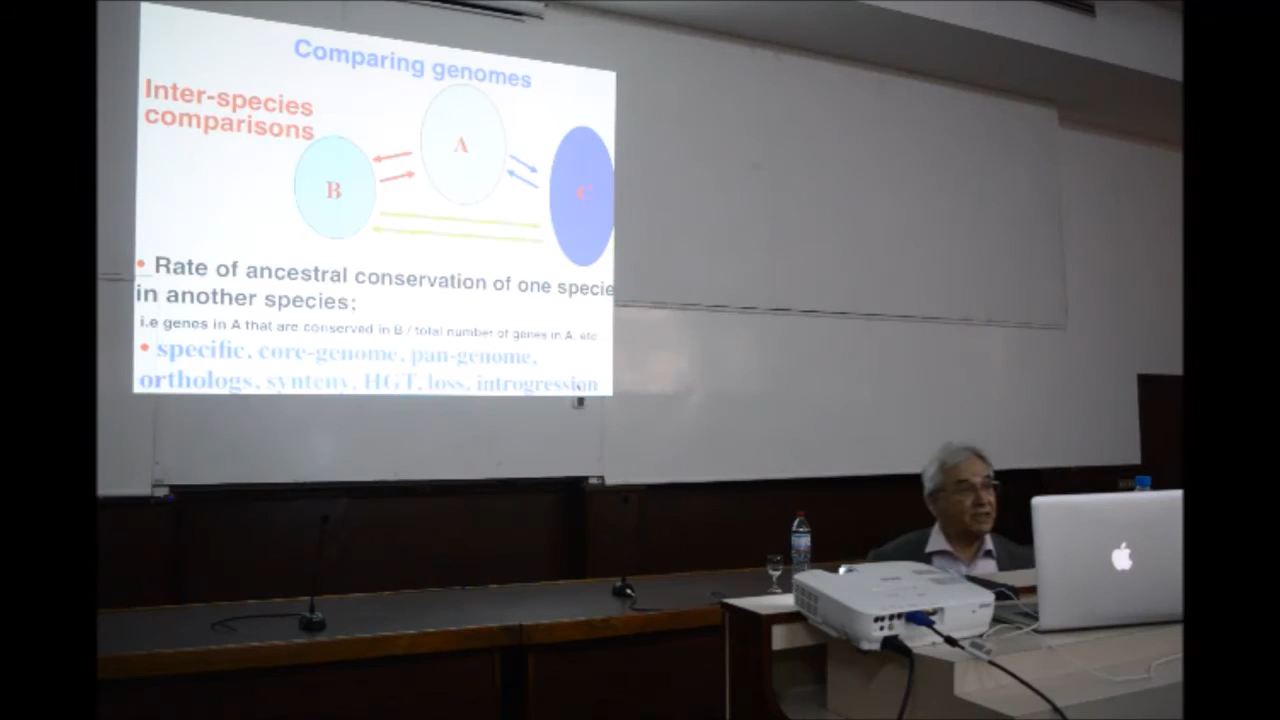 Comparing genomes
Inter-species
comparisons
A
B
C
• Rate of ancestral conservation of one specie
in another species;
i.e genes in A that are conserved in B / total number of genes in A, etc
• specific, core-genome, pan-genome,
orthologs, synteny, HGT, loss, introgression